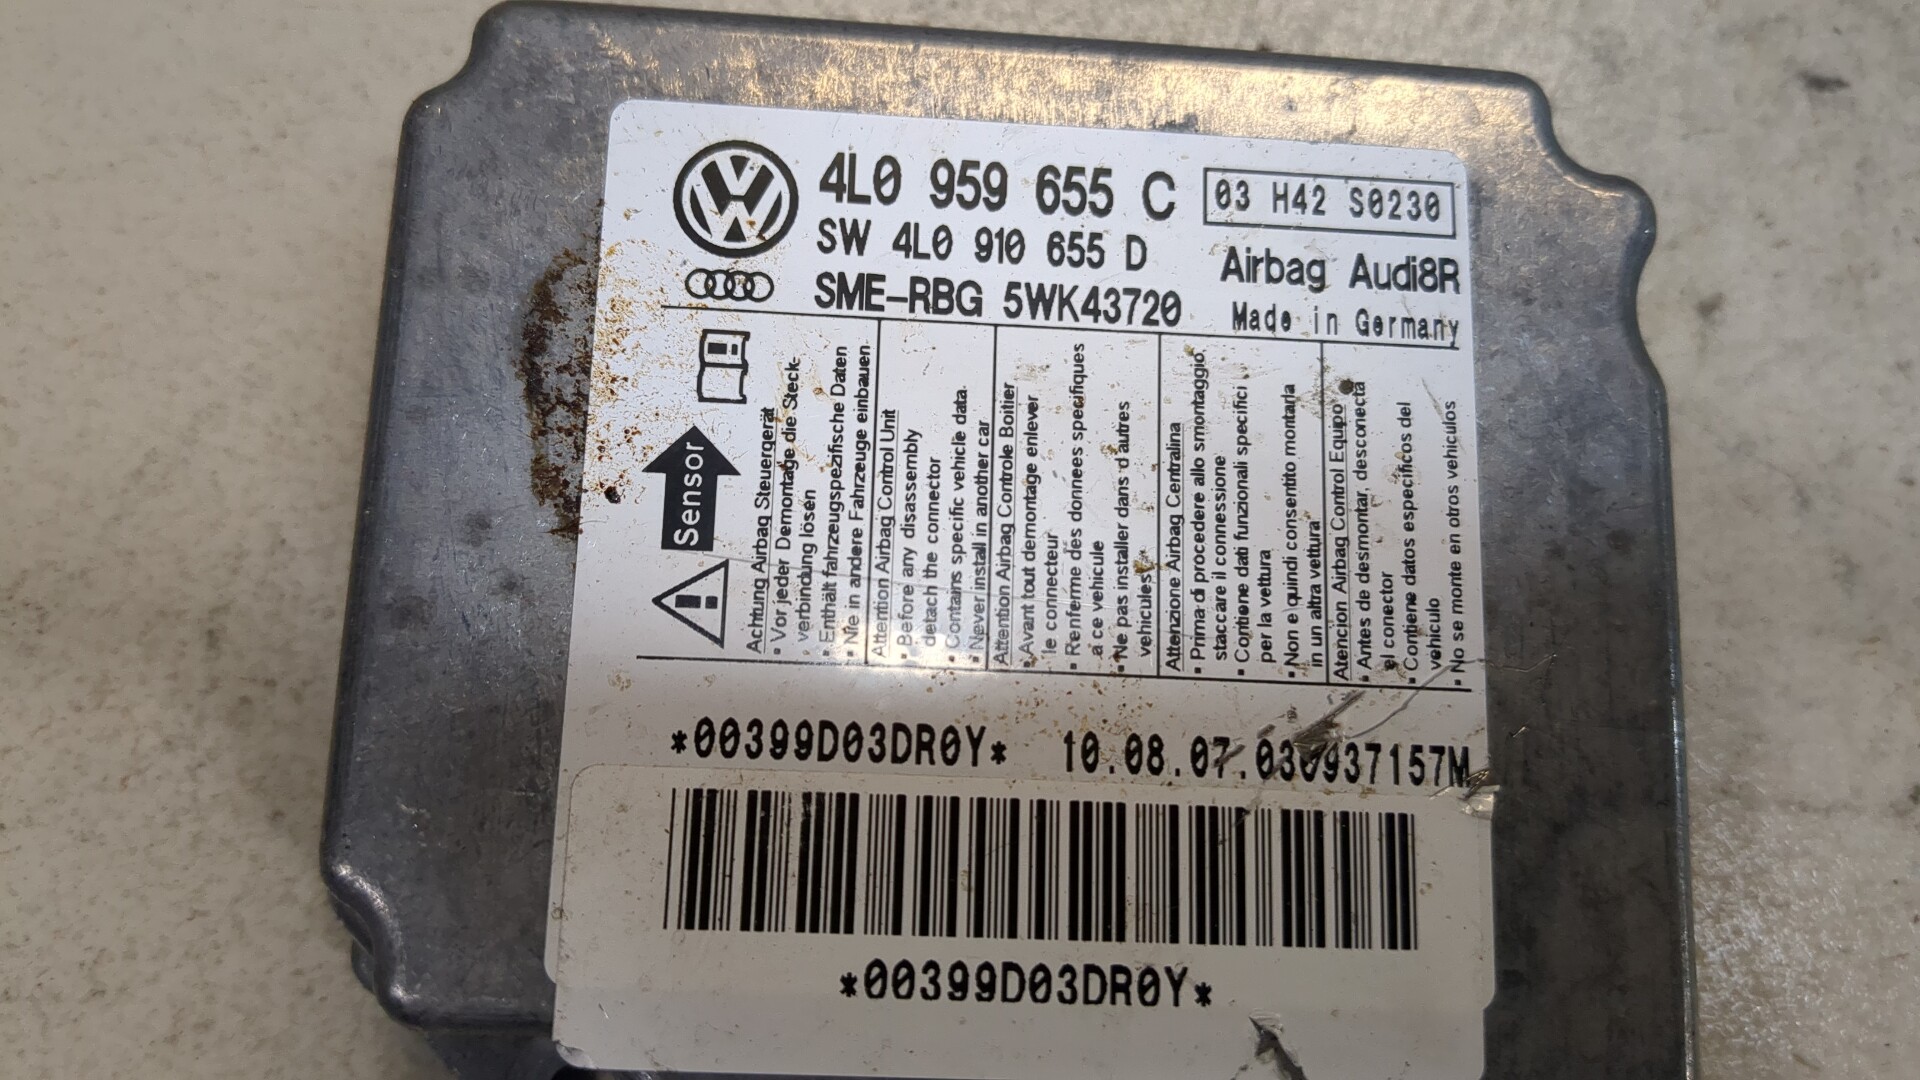 4L0 959 655 C
03 H42 S0230
SW 4L0 910 655 D
Airbag Audi8R
SME-RBG 5WK43720
Made in Germany
Sensor
Achtung Airbag Steuergerät
• Vor jeder Demontage die Steck-
verbindung lösen
• Enthält fahrzeugspezifische Daten
• Nie in andere Fahrzeuge einbauen
Attention Airbag Control Unit
• Before any disassembly
detach the connector
• Contains specific vehiclie data.
• Never install in another car
Attention Airbag Controle Boitier
• Avant tout demontage enlever
le connecteur
• Renferme des donnees specifiques
a ce vehicule
• Ne pas installer dans d'autres
vehicules
Attenzione Airbag Centralina
• Prima di procedere allo smontaggio,
staccare il connessione
• Contiene dati funzionali specifici
per la vettura
• Non e quindi consentito montarla
in un altra vettura
Atencion Airbag Control Equipo
• Antes de desmontar, desconectá
el conector
• Contiene datos especificos del
vehiculo
• No se monte en otros vehiculos
*00399D03DR0Y* 10.08.07.030937157M
*00399D03DR0Y*